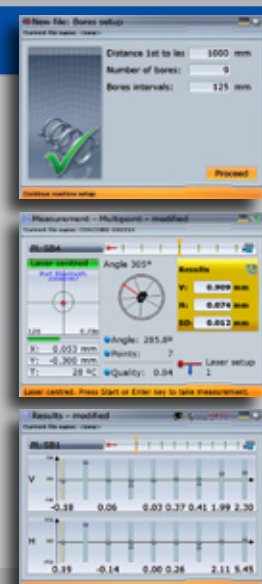 New file: Bores setup
Current file name: (none)
Distance 1st to las 1000 mm
Number of bores: 9
Bores intervals: 125 mm
Proceed
Continue machine setup
Measurement - Multipoint - modified
Laser centred
Angle 305°
Results
V: 0.909 mm
H: 0.074 mm
SD: 0.012 mm
X: 0.053 mm
Y: -0.300 mm
T: 28 ºC
Angle: 285.8º
Points: 7
Quality: 0.04
Laser setup
1
Laser centred. Press Start or Enter key to take measurement.
Results - modified
V
-0.18 0.06 0.03 0.37 0.41 1.99 2.30
H
0.19 -0.14 0.00 0.26 2.11 5.45